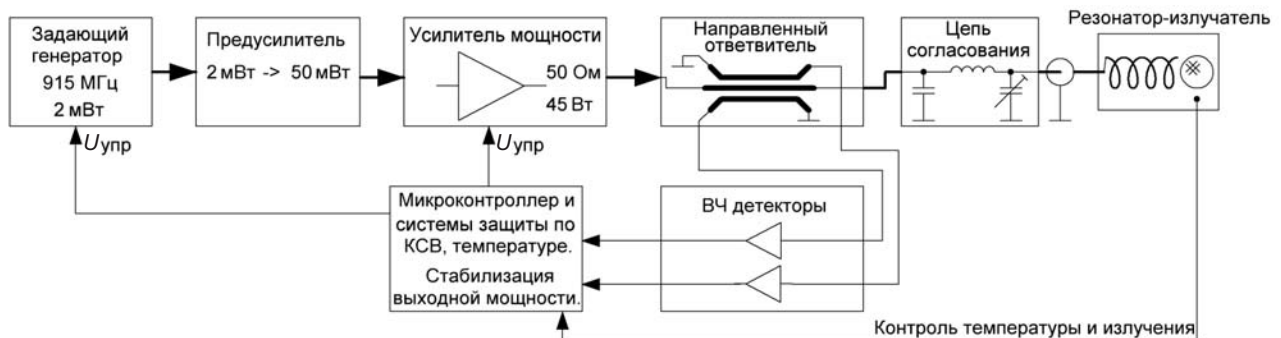 Задающий
генератор
915 МГц
2 мВт
Предусилитель
2 мВт -> 50 мВт
Усилитель мощности
50 Ом
45 Вт
Направленный
ответвитель
Цепь
согласования
Резонатор-излучатель
Uупр
Uупр
Микроконтроллер и
системы защиты по
КСВ, температуре.
Стабилизация
выходной мощности.
ВЧ детекторы
Контроль температуры и излучения